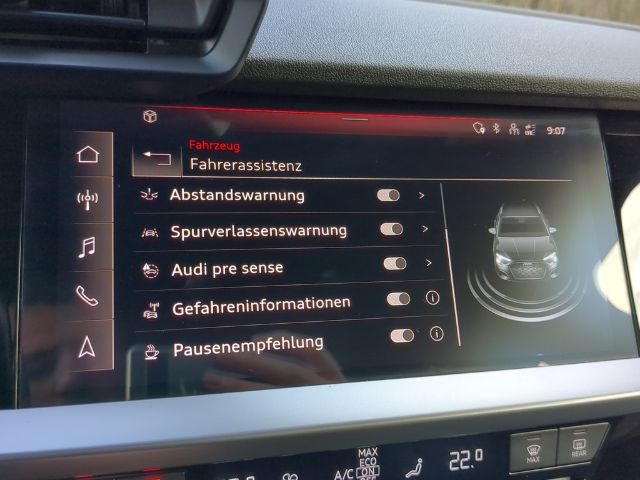 9:07
Fahrzeug
Fahrerassistenz
Abstandswarnung
Spurverlassenswarnung
Audi pre sense
Gefahreninformationen
Pausenempfehlung
MAX
ECO
A/C ON
22.0
MAX
REAR